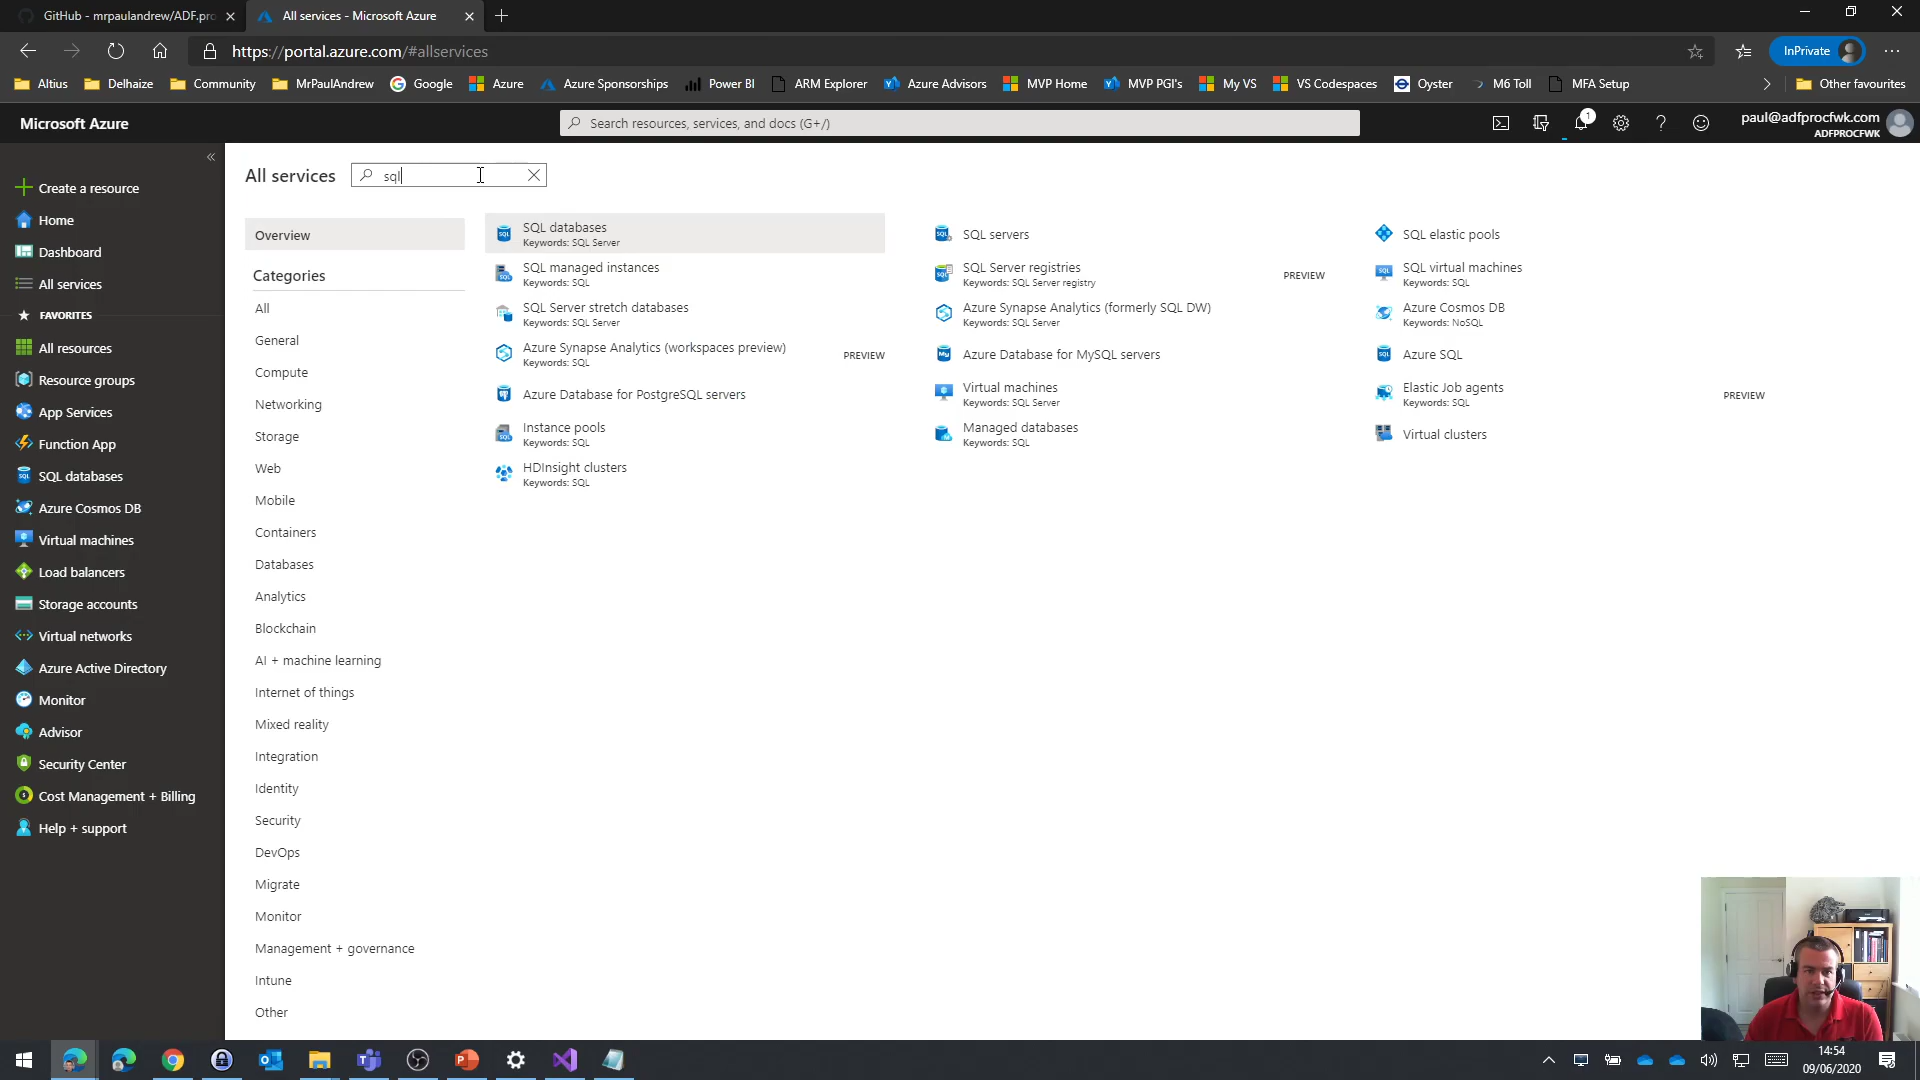 GitHub - mrpaulandrew/ADF.pro
All services - Microsoft Azure
https://portal.azure.com/#allservices
InPrivate
Altius
Delhaize
Community
MrPaulAndrew
Google
Azure
Azure Sponsorships
Power BI
ARM Explorer
Azure Advisors
MVP Home
MVP PGI's
My VS
VS Codespaces
Oyster
M6 Toll
MFA Setup
Other favourites
Microsoft Azure
Search resources, services, and docs (G+/)
1
paul@adfprocfwk.com
ADFPROCFWK
Create a resource
Home
Dashboard
All services
FAVORITES
All resources
Resource groups
App Services
Function App
SQL databases
Azure Cosmos DB
Virtual machines
Load balancers
Storage accounts
Virtual networks
Azure Active Directory
Monitor
Advisor
Security Center
Cost Management + Billing
Help + support
All services
sql
Overview
Categories
All
General
Compute
Networking
Storage
Web
Mobile
Containers
Databases
Analytics
Blockchain
AI + machine learning
Internet of things
Mixed reality
Integration
Identity
Security
DevOps
Migrate
Monitor
Management + governance
Intune
Other
SQL databases
Keywords: SQL Server
SQL servers
SQL elastic pools
SQL managed instances
Keywords: SQL
SQL Server registries
Keywords: SQL Server registry
PREVIEW
SQL virtual machines
Keywords: SQL
SQL Server stretch databases
Keywords: SQL Server
Azure Synapse Analytics (formerly SQL DW)
Keywords: SQL Server
Azure Cosmos DB
Keywords: NoSQL
Azure Synapse Analytics (workspaces preview)
Keywords: SQL
PREVIEW
Azure Database for MySQL servers
Azure SQL
Azure Database for PostgreSQL servers
Virtual machines
Keywords: SQL Server
Elastic Job agents
Keywords: SQL
PREVIEW
Instance pools
Keywords: SQL
Managed databases
Keywords: SQL
Virtual clusters
HDInsight clusters
Keywords: SQL
14:54
09/06/2020